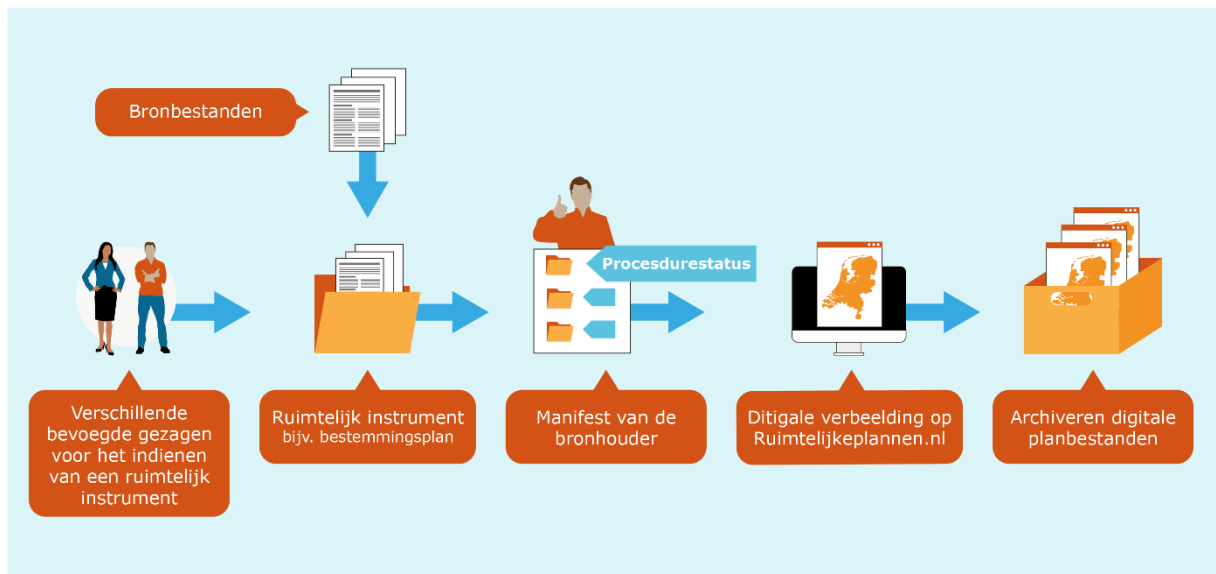 Bronbestanden
Procesdurestatus
Verschillende
bevoegde gezagen
voor het indienen
van een ruimtelijk
instrument
Ruimtelijk instrument
bijv. bestemmingsplan
Manifest van de
bronhouder
Ditigale verbeelding op
Ruimtelijkeplannen.nl
Archiveren digitale
planbestanden